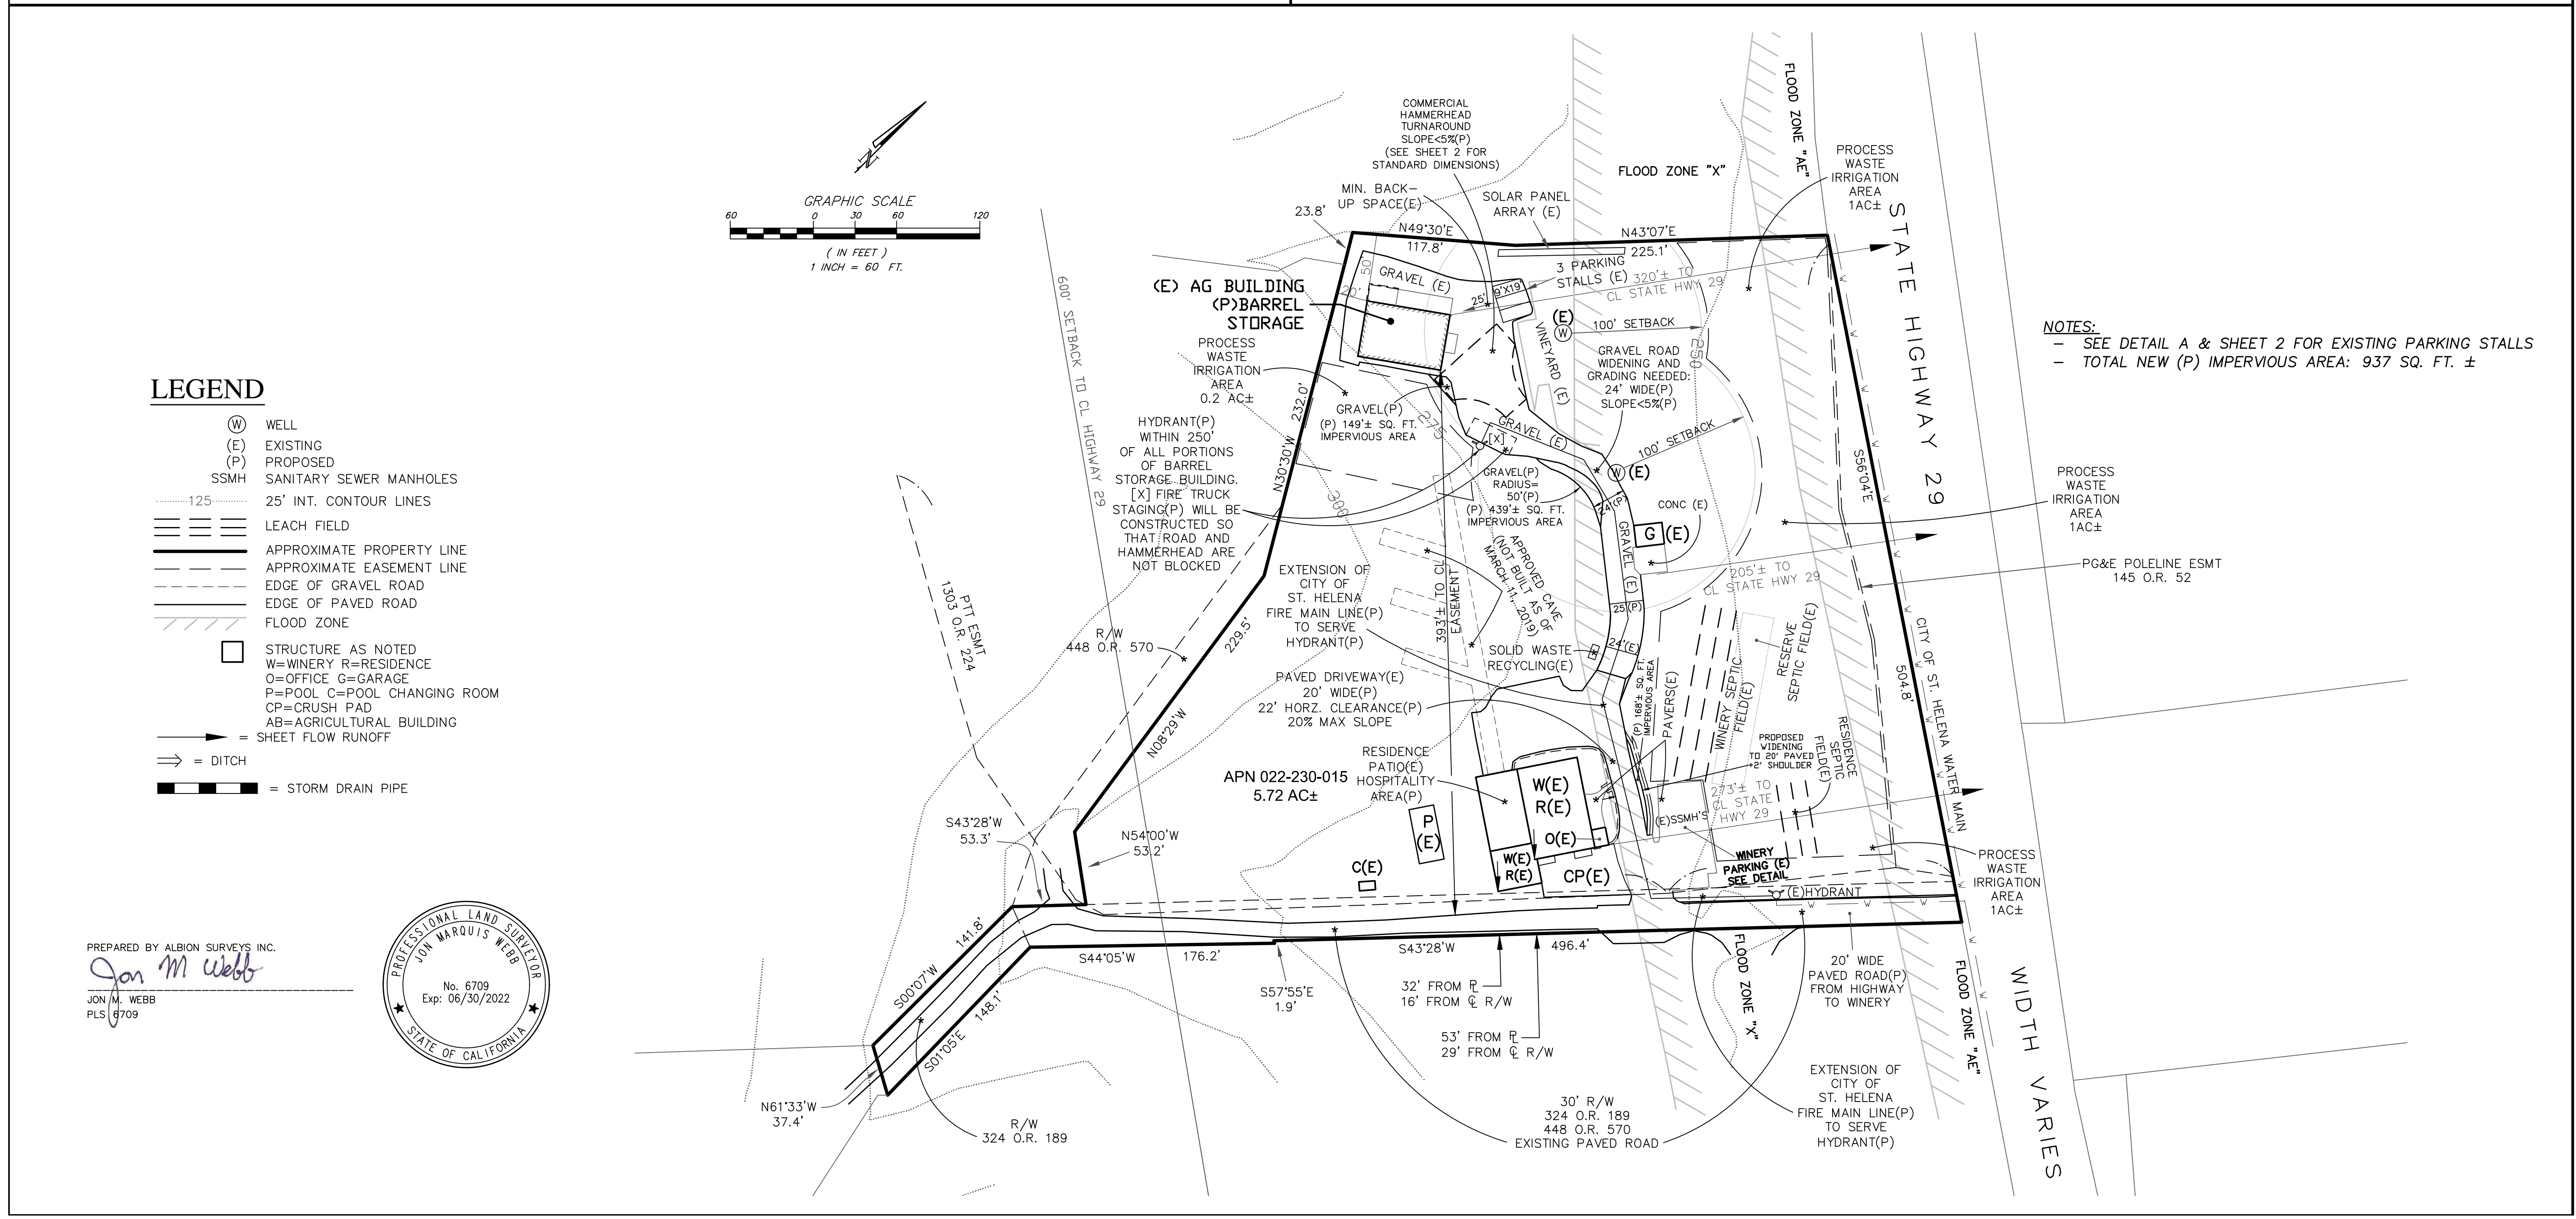 GRAPHIC SCALE
60 0 30 60 120
( IN FEET )
1 INCH = 60 FT.
N
LEGEND
W WELL
(E) EXISTING
(P) PROPOSED
SSMH SANITARY SEWER MANHOLES
125 25' INT. CONTOUR LINES
LEACH FIELD
APPROXIMATE PROPERTY LINE
APPROXIMATE EASEMENT LINE
EDGE OF GRAVEL ROAD
EDGE OF PAVED ROAD
FLOOD ZONE
STRUCTURE AS NOTED
W=WINERY R=RESIDENCE
O=OFFICE G=GARAGE
P=POOL C=POOL CHANGING ROOM
CP=CRUSH PAD
AB=AGRICULTURAL BUILDING
= SHEET FLOW RUNOFF
= DITCH
= STORM DRAIN PIPE
PREPARED BY ALBION SURVEYS INC.
Jon M Webb
JON M. WEBB
PLS 6709
PROFESSIONAL LAND SURVEYOR
JON MARQUIS WEBB
No. 6709
Exp: 06/30/2022
STATE OF CALIFORNIA
COMMERCIAL
HAMMERHEAD
TURNAROUND
SLOPE<5%(P)
(SEE SHEET 2 FOR
STANDARD DIMENSIONS)
MIN. BACK-
UP SPACE(E)
SOLAR PANEL
ARRAY (E)
FLOOD ZONE "X"
FLOOD ZONE "AE"
PROCESS
WASTE
IRRIGATION
AREA
1AC±
23.8'
N49°30'E
117.8'
N43°07'E
225.1'
50
20'
GRAVEL (E)
25'
9'X19'
3 PARKING
STALLS (E)
320'± TO
CL STATE HWY 29
(E) AG BUILDING
(P)BARREL
STORAGE
600' SETBACK TO CL HIGHWAY 29
PROCESS
WASTE
IRRIGATION
AREA
0.2 AC±
VINEYARD (E)
(E)
W
100' SETBACK
250
GRAVEL ROAD
WIDENING AND
GRADING NEEDED:
24' WIDE(P)
SLOPE<5%(P)
232.0'
N30°30'W
GRAVEL(P)
(P) 149'± SQ. FT.
IMPERVIOUS AREA
275
300
HYDRANT(P)
WITHIN 250'
OF ALL PORTIONS
OF BARREL
STORAGE BUILDING.
[X] FIRE TRUCK
STAGING(P) WILL BE
CONSTRUCTED SO
THAT ROAD AND
HAMMERHEAD ARE
NOT BLOCKED
[X]
GRAVEL (E)
100' SETBACK
W (E)
GRAVEL(P)
RADIUS=
50'(P)
(P) 439'± SQ. FT.
IMPERVIOUS AREA
24'(P)
CONC (E)
G (E)
GRAVEL (E)
APPROVED CAVE
(NOT BUILT AS OF
MARCH 11, 2019)
205'± TO
CL STATE HWY 29
25'(P)
393'± TO CL
EASEMENT
EXTENSION OF
CITY OF
ST. HELENA
FIRE MAIN LINE(P)
TO SERVE
HYDRANT(P)
SOLID WASTE
RECYCLING(E)
24'(E)
(P) 168'± SQ. FT.
IMPERVIOUS AREA
PAVERS(E)
WINERY SEPTIC
FIELD(E)
RESERVE
SEPTIC FIELD(E)
RESIDENCE
SEPTIC
FIELD(E)
PROPOSED
WIDENING
TO 20' PAVED
+2' SHOULDER
PAVED DRIVEWAY(E)
20' WIDE(P)
22' HORZ. CLEARANCE(P)
20% MAX SLOPE
RESIDENCE
PATIO(E)
HOSPITALITY
AREA(P)
APN 022-230-015
5.72 AC±
W(E)
R(E)
O(E)
W(E)
R(E)
CP(E)
P
(E)
C(E)
273'± TO
CL STATE
HWY 29
(E)SSMH'S
WINERY
PARKING (E)
SEE DETAIL
(E)HYDRANT
PTT ESMT
1303 O.R. 224
R/W
448 O.R. 570
229.5'
N08°29'W
S43°28'W
53.3'
N54°00'W
53.2'
141.8'
S00°07'W
148.1'
S01°05'E
N61°33'W
37.4'
R/W
324 O.R. 189
S44°05'W 176.2'
S57°55'E
1.9'
S43°28'W 496.4'
32' FROM PL
16' FROM CL R/W
53' FROM PL
29' FROM CL R/W
30' R/W
324 O.R. 189
448 O.R. 570
EXISTING PAVED ROAD
FLOOD ZONE "X"
20' WIDE
PAVED ROAD(P)
FROM HIGHWAY
TO WINERY
EXTENSION OF
CITY OF
ST. HELENA
FIRE MAIN LINE(P)
TO SERVE
HYDRANT(P)
FLOOD ZONE "AE"
PROCESS
WASTE
IRRIGATION
AREA
1AC±
S56°04'E
504.8'
CITY OF ST. HELENA WATER MAIN
STATE HIGHWAY 29
WIDTH VARIES
PROCESS
WASTE
IRRIGATION
AREA
1AC±
PG&E POLELINE ESMT
145 O.R. 52
NOTES:
– SEE DETAIL A & SHEET 2 FOR EXISTING PARKING STALLS
– TOTAL NEW (P) IMPERVIOUS AREA: 937 SQ. FT. ±